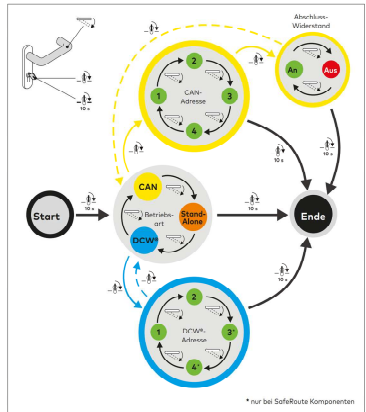 Abschluss-
Widerstand
An
Aus
2
1
CAN-
Adresse
3
4
10 s
10 s
10 s
CAN
Start
10 s
Betriebs-
art
Stand-
Alone
10 s
Ende
DCW®
10 s
2
1
DCW®-
Adresse
3*
4*
* nur bei SafeRoute Komponenten